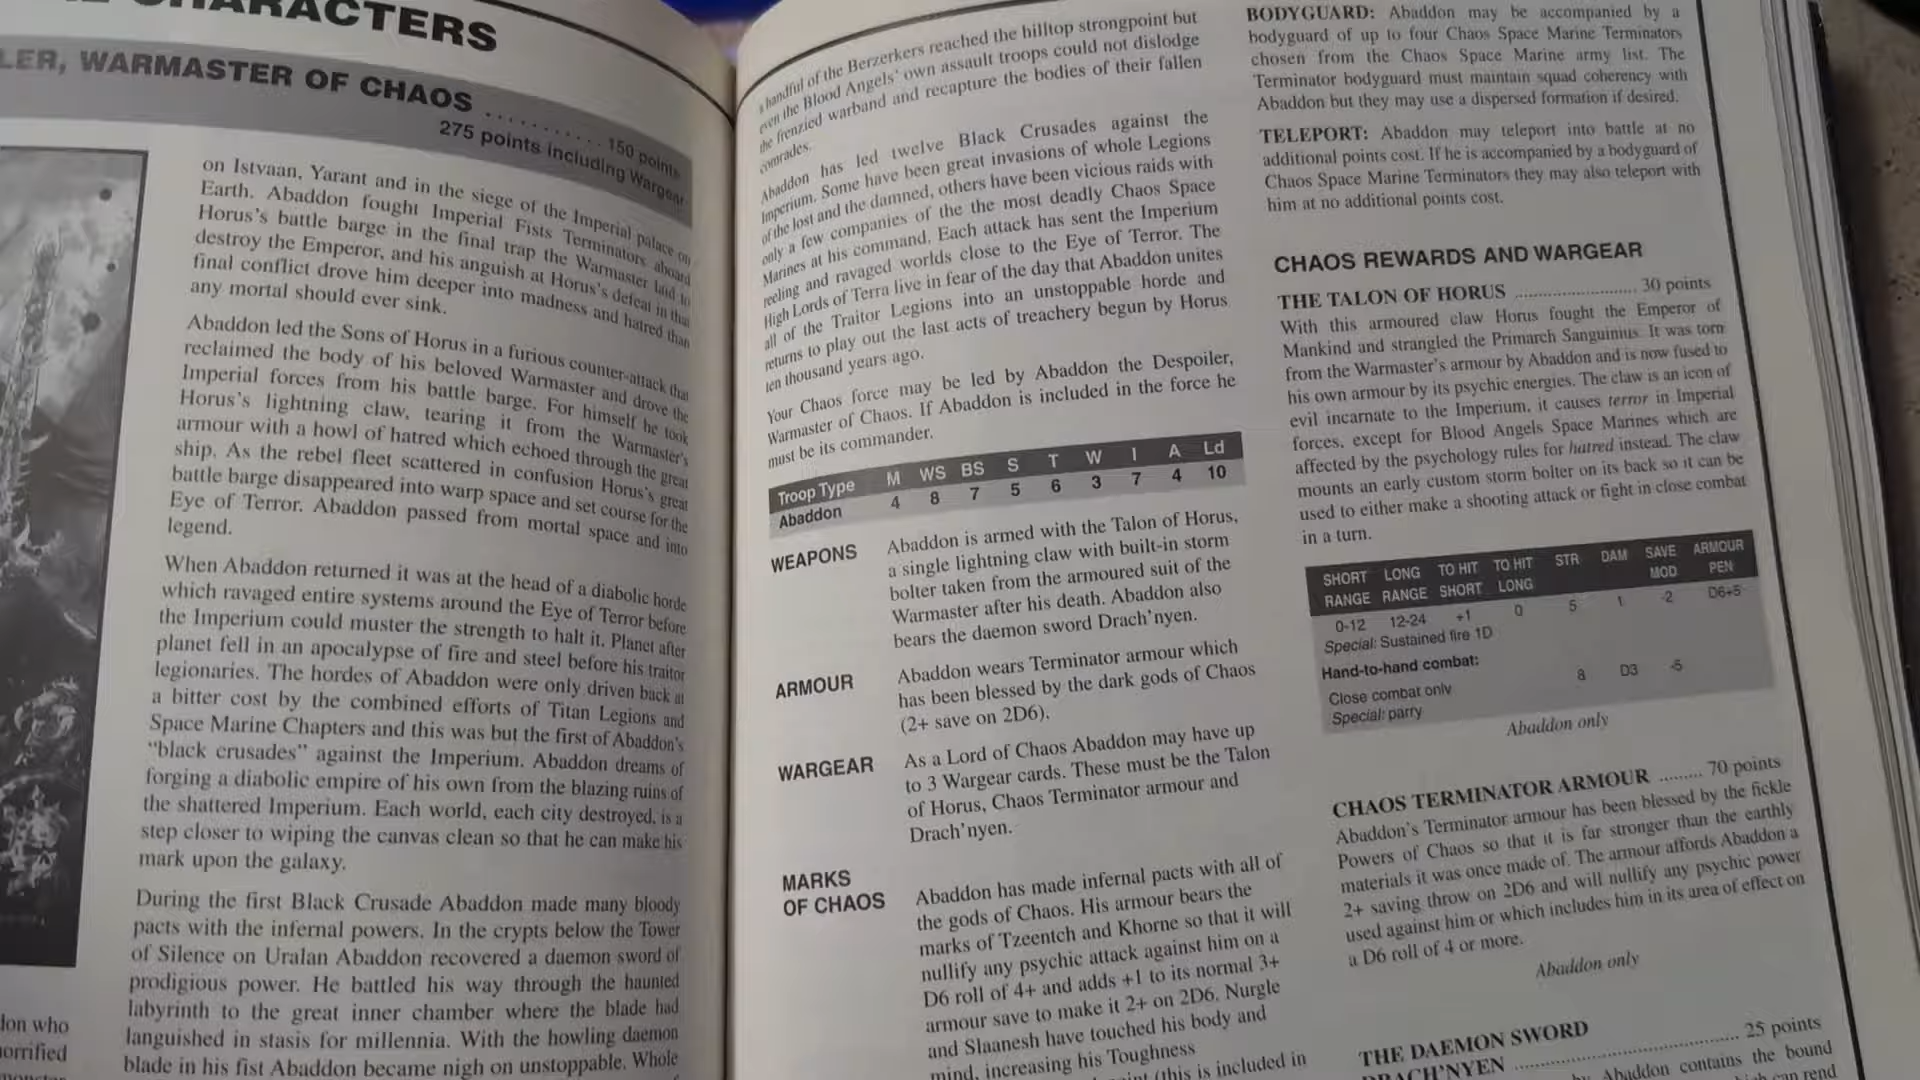 CHARACTERS
LER, WARMASTER OF CHAOS ........... 150 points
275 points including Wargear
on Istvaan, Yarant and in the siege of the Imperial palace on
Earth. Abaddon fought Imperial Fists Terminators aboard
Horus's battle barge in the final trap the Warmaster laid to
destroy the Emperor, and his anguish at Horus's defeat in that
final conflict drove him deeper into madness and hatred than
any mortal should ever sink.
Abaddon led the Sons of Horus in a furious counter-attack that
reclaimed the body of his beloved Warmaster and drove the
Imperial forces from his battle barge. For himself he took
Horus's lightning claw, tearing it from the Warmaster's
armour with a howl of hatred which echoed through the great
ship. As the rebel fleet scattered in confusion Horus's great
battle barge disappeared into warp space and set course for the
Eye of Terror. Abaddon passed from mortal space and into
legend.
When Abaddon returned it was at the head of a diabolic horde
which ravaged entire systems around the Eye of Terror before
the Imperium could muster the strength to halt it. Planet after
planet fell in an apocalypse of fire and steel before his traitor
legionaries. The hordes of Abaddon were only driven back at
a bitter cost by the combined efforts of Titan Legions and
Space Marine Chapters and this was but the first of Abaddon's
"black crusades" against the Imperium. Abaddon dreams of
forging a diabolic empire of his own from the blazing ruins of
the shattered Imperium. Each world, each city destroyed, is a
step closer to wiping the canvas clean so that he can make his
mark upon the galaxy.
During the first Black Crusade Abaddon made many bloody
pacts with the infernal powers. In the crypts below the Tower
of Silence on Uralan Abaddon recovered a daemon sword of
prodigious power. He battled his way through the haunted
labyrinth to the great inner chamber where the blade had
languished in stasis for millennia. With the howling daemon
blade in his fist Abaddon became nigh on unstoppable. Whole
lon who
orrified
a handful of the Berzerkers reached the hilltop strongpoint but
even the Blood Angels' own assault troops could not dislodge
the frenzied warband and recapture the bodies of their fallen
comrades.
Abaddon has led twelve Black Crusades against the
Imperium. Some have been great invasions of whole Legions
of the lost and the damned, others have been vicious raids with
only a few companies of the the most deadly Chaos Space
Marines at his command. Each attack has sent the Imperium
reeling and ravaged worlds close to the Eye of Terror. The
High Lords of Terra live in fear of the day that Abaddon unites
all of the Traitor Legions into an unstoppable horde and
returns to play out the last acts of treachery begun by Horus
ten thousand years ago.
Your Chaos force may be led by Abaddon the Despoiler,
Warmaster of Chaos. If Abaddon is included in the force he
must be its commander.
Troop Type M WS BS S T W I A Ld
Abaddon 4 8 7 5 6 3 7 4 10
WEAPONS Abaddon is armed with the Talon of Horus,
a single lightning claw with built-in storm
bolter taken from the armoured suit of the
Warmaster after his death. Abaddon also
bears the daemon sword Drach'nyen.
ARMOUR Abaddon wears Terminator armour which
has been blessed by the dark gods of Chaos
(2+ save on 2D6).
WARGEAR As a Lord of Chaos Abaddon may have up
to 3 Wargear cards. These must be the Talon
of Horus, Chaos Terminator armour and
Drach'nyen.
MARKS
OF CHAOS Abaddon has made infernal pacts with all of
the gods of Chaos. His armour bears the
marks of Tzeentch and Khorne so that it will
nullify any psychic attack against him on a
D6 roll of 4+ and adds +1 to its normal 3+
armour save to make it 2+ on 2D6. Nurgle
and Slaanesh have touched his body and
mind, increasing his Toughness
(this is included in
BODYGUARD: Abaddon may be accompanied by a
bodyguard of up to four Chaos Space Marine Terminators
chosen from the Chaos Space Marine army list. The
Terminator bodyguard must maintain squad coherency with
Abaddon but they may use a dispersed formation if desired.
TELEPORT: Abaddon may teleport into battle at no
additional points cost. If he is accompanied by a bodyguard of
Chaos Space Marine Terminators they may also teleport with
him at no additional points cost.
CHAOS REWARDS AND WARGEAR
THE TALON OF HORUS ........................ 30 points
With this armoured claw Horus fought the Emperor of
Mankind and strangled the Primarch Sanguinius. It was torn
from the Warmaster's armour by Abaddon and is now fused to
his own armour by its psychic energies. The claw is an icon of
evil incarnate to the Imperium, it causes terror in Imperial
forces, except for Blood Angels Space Marines which are
affected by the psychology rules for hatred instead. The claw
mounts an early custom storm bolter on its back so it can be
used to either make a shooting attack or fight in close combat
in a turn.
SHORT RANGE LONG RANGE TO HIT SHORT TO HIT LONG STR DAM SAVE MOD ARMOUR PEN
0-12 12-24 +1 0 5 1 -2 D6+5
Special: Sustained fire 1D
Hand-to-hand combat:
Close combat only 8 D3 -5
Special: parry
Abaddon only
CHAOS TERMINATOR ARMOUR ......... 70 points
Abaddon's Terminator armour has been blessed by the fickle
Powers of Chaos so that it is far stronger than the earthly
materials it was once made of. The armour affords Abaddon a
2+ saving throw on 2D6 and will nullify any psychic power
used against him or which includes him in its area of effect on
a D6 roll of 4 or more.
Abaddon only
THE DAEMON SWORD
DRACH'NYEN ........................ 25 points
by Abaddon contains the bound
can rend